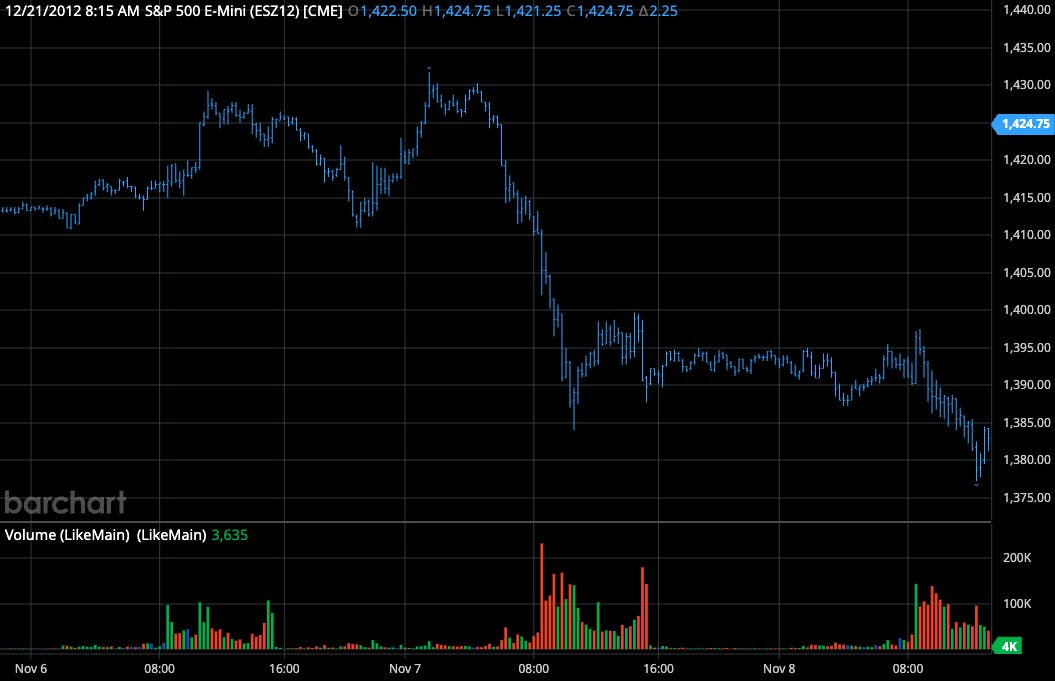 12/21/2012 8:15 AM S&P 500 E-Mini (ESZ12) [CME] O1,422.50 H1,424.75 L1,421.25 C1,424.75 Δ2.25
1,440.00
1,435.00
1,430.00
1,424.75
1,420.00
1,415.00
1,410.00
1,405.00
1,400.00
1,395.00
1,390.00
1,385.00
1,380.00
1,375.00
barchart
Volume (LikeMain) (LikeMain) 3,635
200K
100K
4K
Nov 6 08:00 16:00 Nov 7 08:00 16:00 Nov 8 08:00